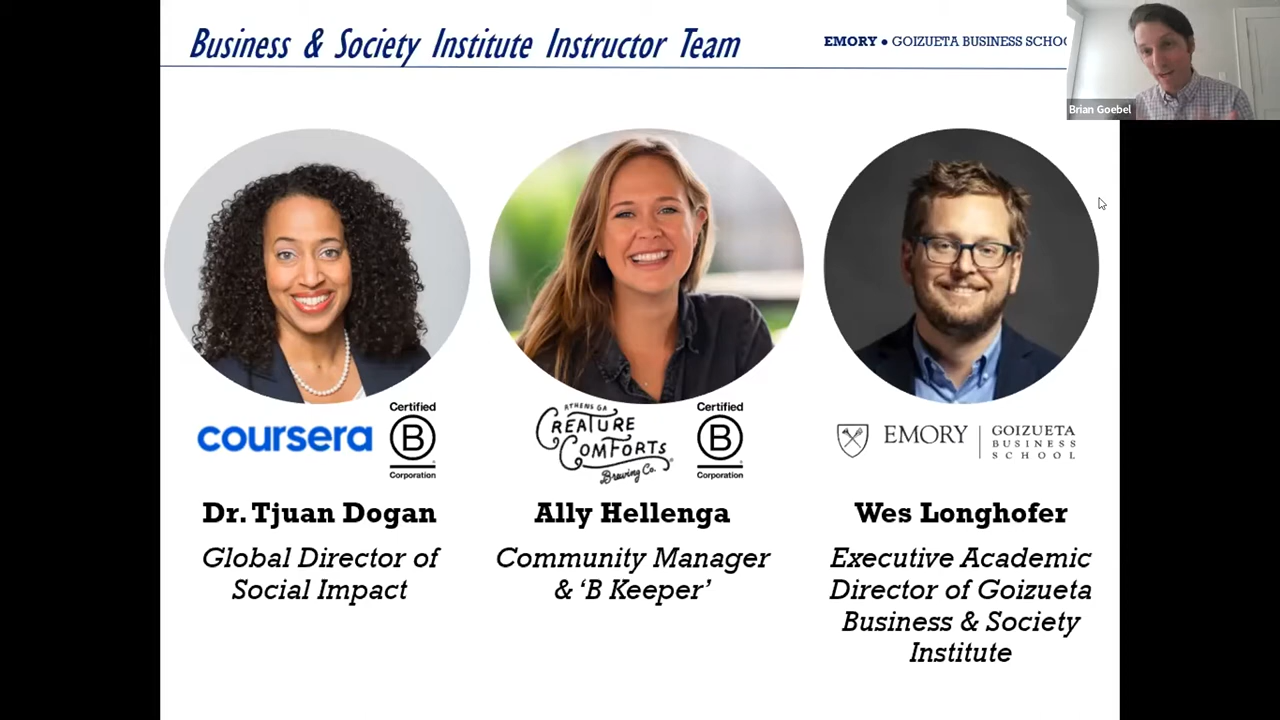 Business & Society Institute Instructor Team
EMORY • GOIZUETA BUSINESS SCHOO
Brian Goebel
coursera
Certified
B
Corporation
ATHENS GA
CREATURE
COMFORTS
Brewing Co.
Certified
B
Corporation
EMORY
GOIZUETA
BUSINESS
SCHOOL
Dr. Tjuan Dogan
Global Director of
Social Impact
Ally Hellenga
Community Manager
& ‘B Keeper’
Wes Longhofer
Executive Academic
Director of Goizueta
Business & Society
Institute